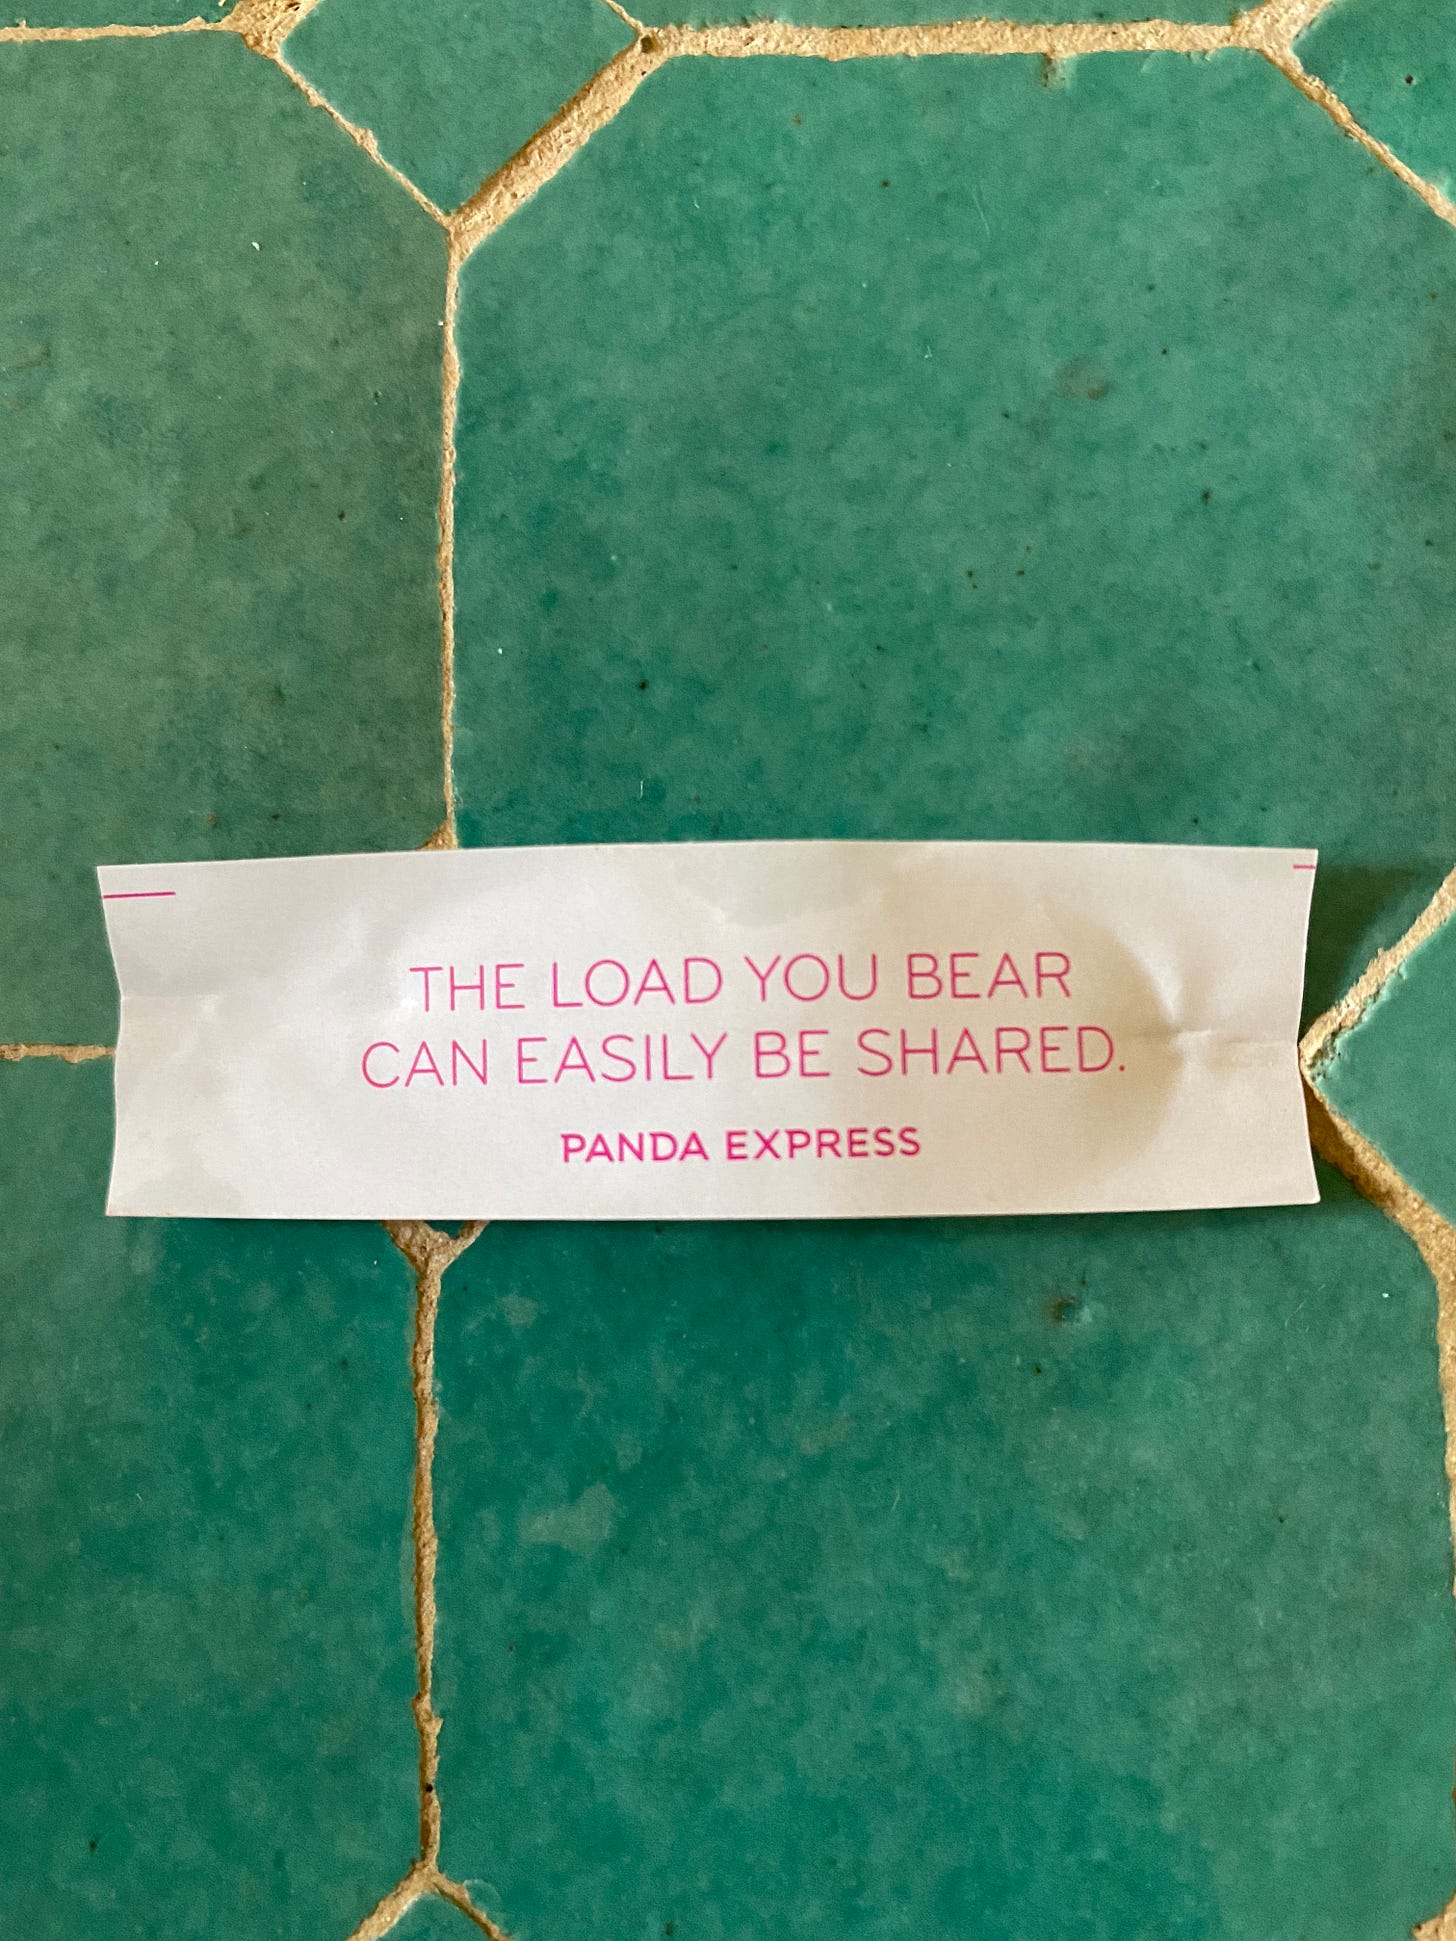 THE LOAD YOU BEAR
CAN EASILY BE SHARED.
PANDA EXPRESS